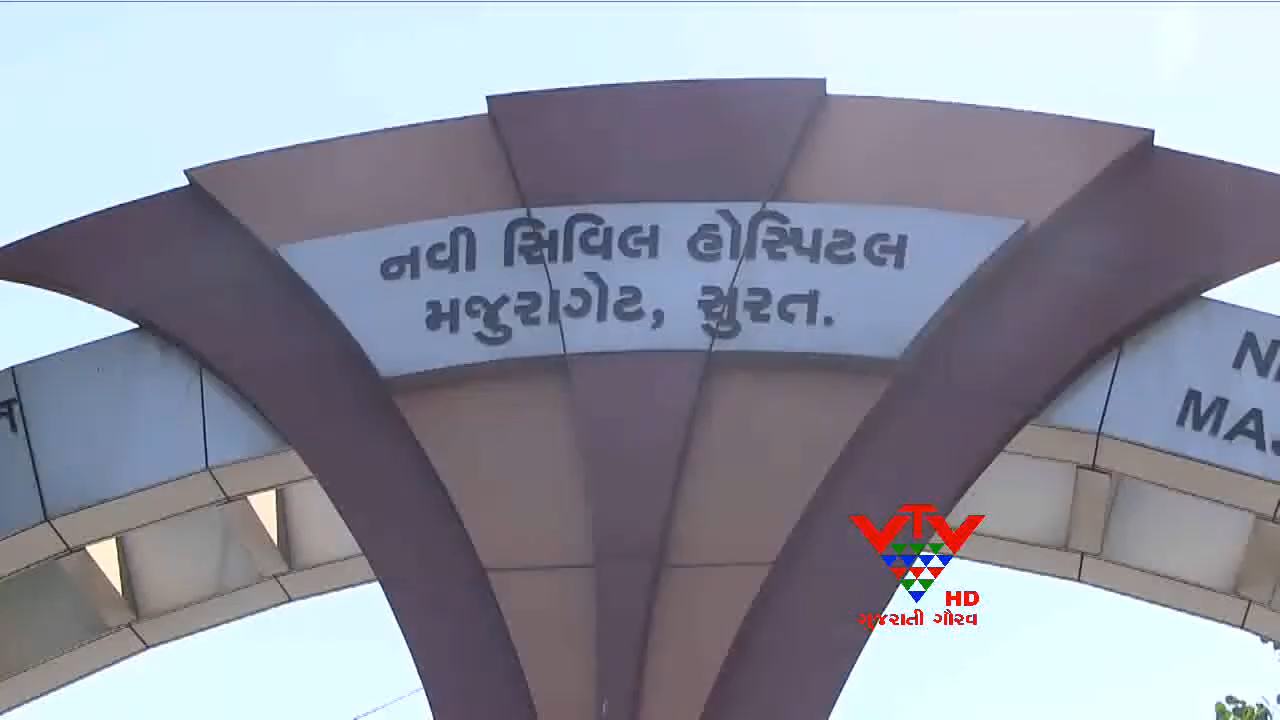 નવી સિવિલ હોસ્પિટલ
મજુરાગેટ, સુરત.
VTV
HD
ગુજરાતી ગૌરવ